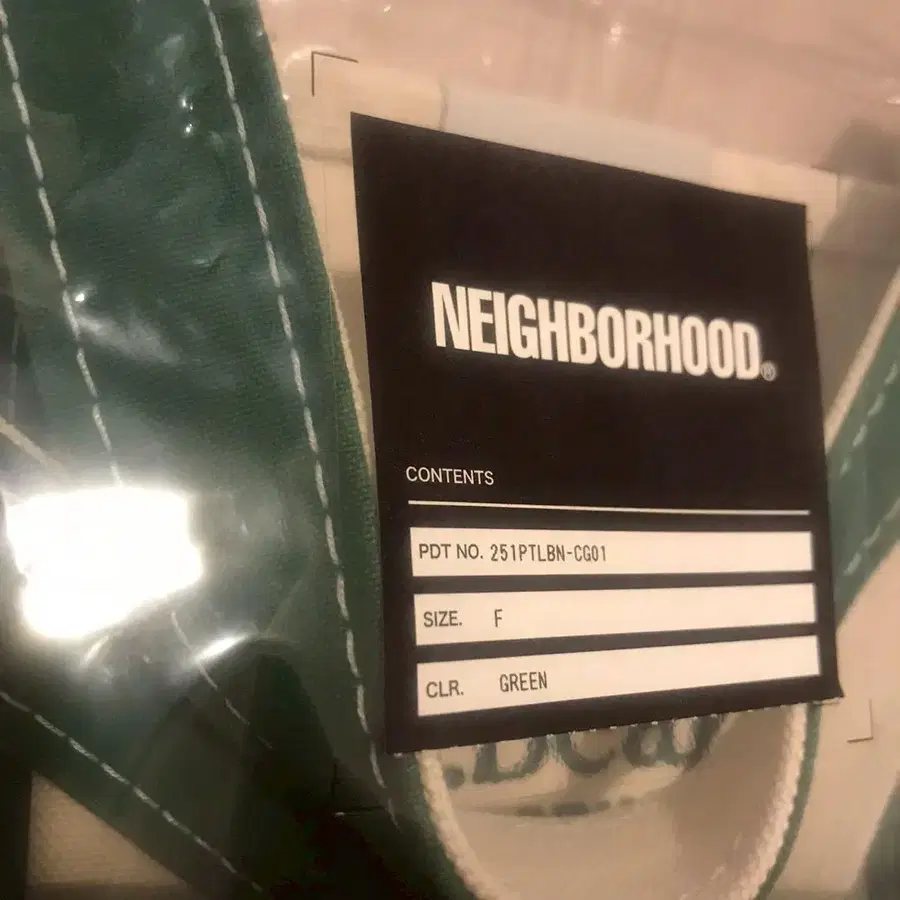 NEIGHBORHOOD®
CONTENTS
PDT NO. 251PTLBN-CG01
SIZE. F
CLR. GREEN